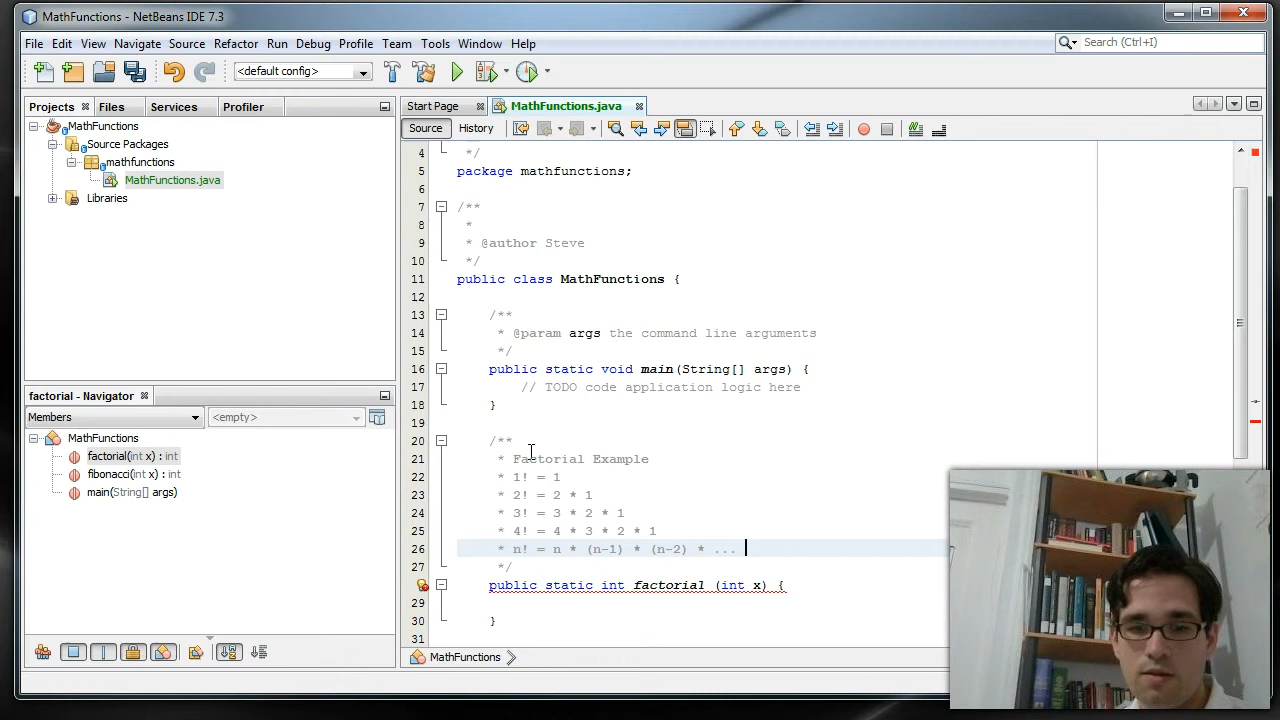 MathFunctions - NetBeans IDE 7.3
File Edit View Navigate Source Refactor Run Debug Profile Team Tools Window Help
Search (Ctrl+I)
<default config>
Projects Files Services Profiler
MathFunctions
Source Packages
mathfunctions
MathFunctions.java
Libraries
factorial - Navigator
Members
<empty>
MathFunctions
factorial(int x) : int
fibonacci(int x) : int
main(String[] args)
Start Page MathFunctions.java
Source History
4 */
5 package mathfunctions;
6
7 /**
8 *
9 * @author Steve
10 */
11 public class MathFunctions {
12
13 /**
14 * @param args the command line arguments
15 */
16 public static void main(String[] args) {
17 // TODO code application logic here
18 }
19
20 /**
21 * Factorial Example
22 * 1! = 1
23 * 2! = 2 * 1
24 * 3! = 3 * 2 * 1
25 * 4! = 4 * 3 * 2 * 1
26 * n! = n * (n-1) * (n-2) * ...
27 */
public static int factorial (int x) {
29
30 }
31
MathFunctions